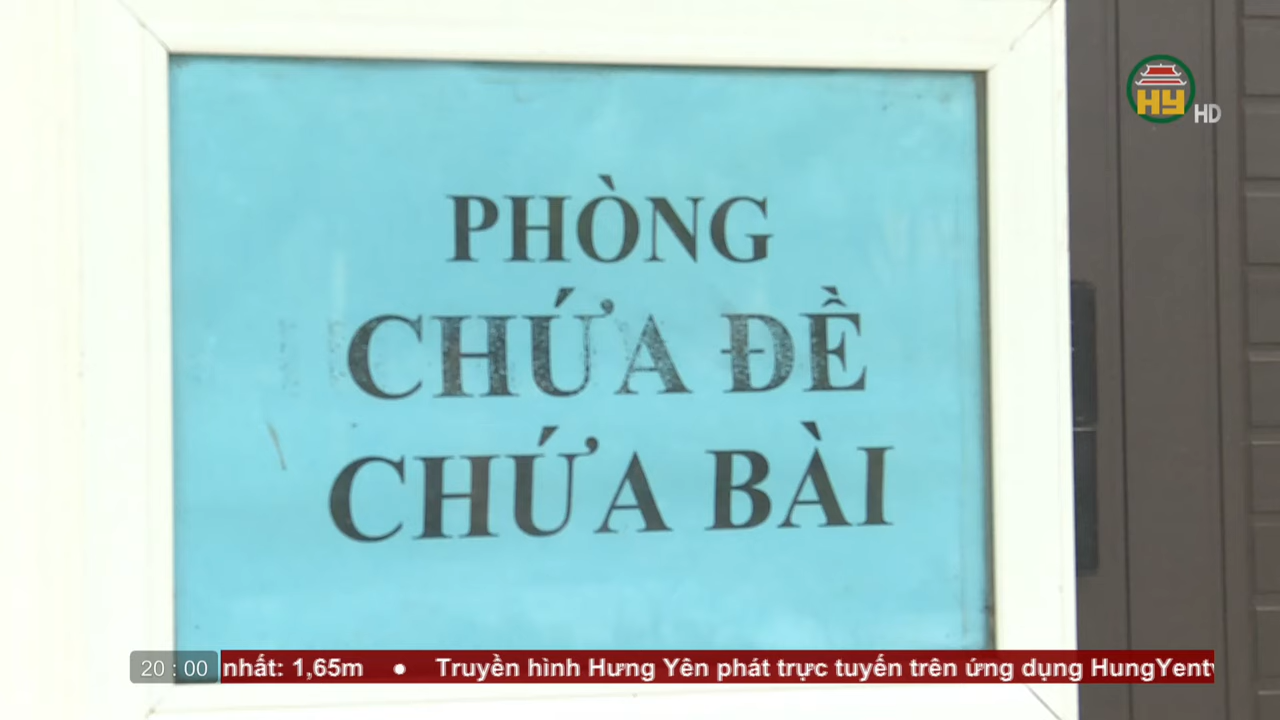 HY HD
PHÒNG
CHỨA ĐỀ
CHỨA BÀI
20 : 00 nhất: 1,65m ● Truyền hình Hưng Yên phát trực tuyến trên ứng dụng HungYentv